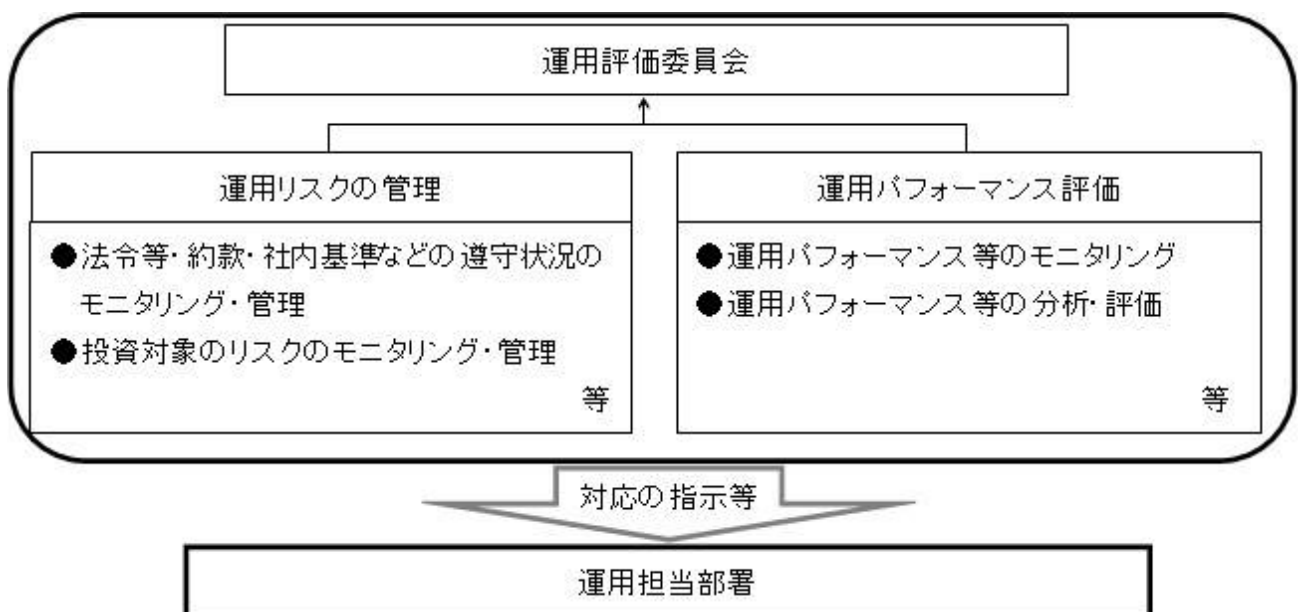 運用評価委員会
運用リスクの管理
●法令等・約款・社内基準などの遵守状況の
モニタリング・管理
●投資対象のリスクのモニタリング・管理
等
運用パフォーマンス評価
●運用パフォーマンス等のモニタリング
●運用パフォーマンス等の分析・評価
等
対応の指示等
運用担当部署